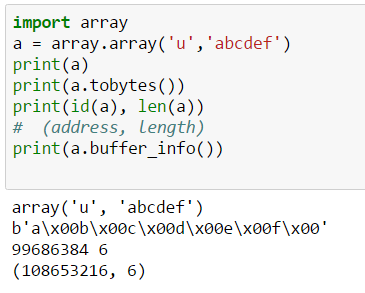 import array
a = array.array('u','abcdef')
print(a)
print(a.tobytes())
print(id(a), len(a))
#  (address, length)
print(a.buffer_info())
array('u', 'abcdef')
b'a\x00b\x00c\x00d\x00e\x00f\x00'
99686384 6
(108653216, 6)